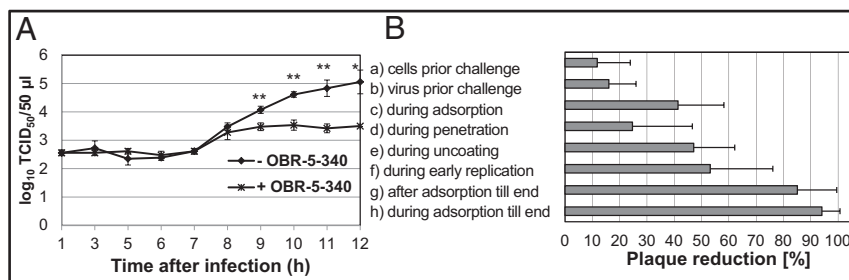 A
log10 TCID50/50 µl
6
5
4
3
2
1
0
** ** ** *
- OBR-5-340
+ OBR-5-340
1 3 5 6 7 8 9 10 11 12
Time after infection (h)
B
a) cells prior challenge
b) virus prior challenge
c) during adsorption
d) during penetration
e) during uncoating
f) during early replication
g) after adsorption till end
h) during adsorption till end
0 10 20 30 40 50 60 70 80 90 100
Plaque reduction [%]